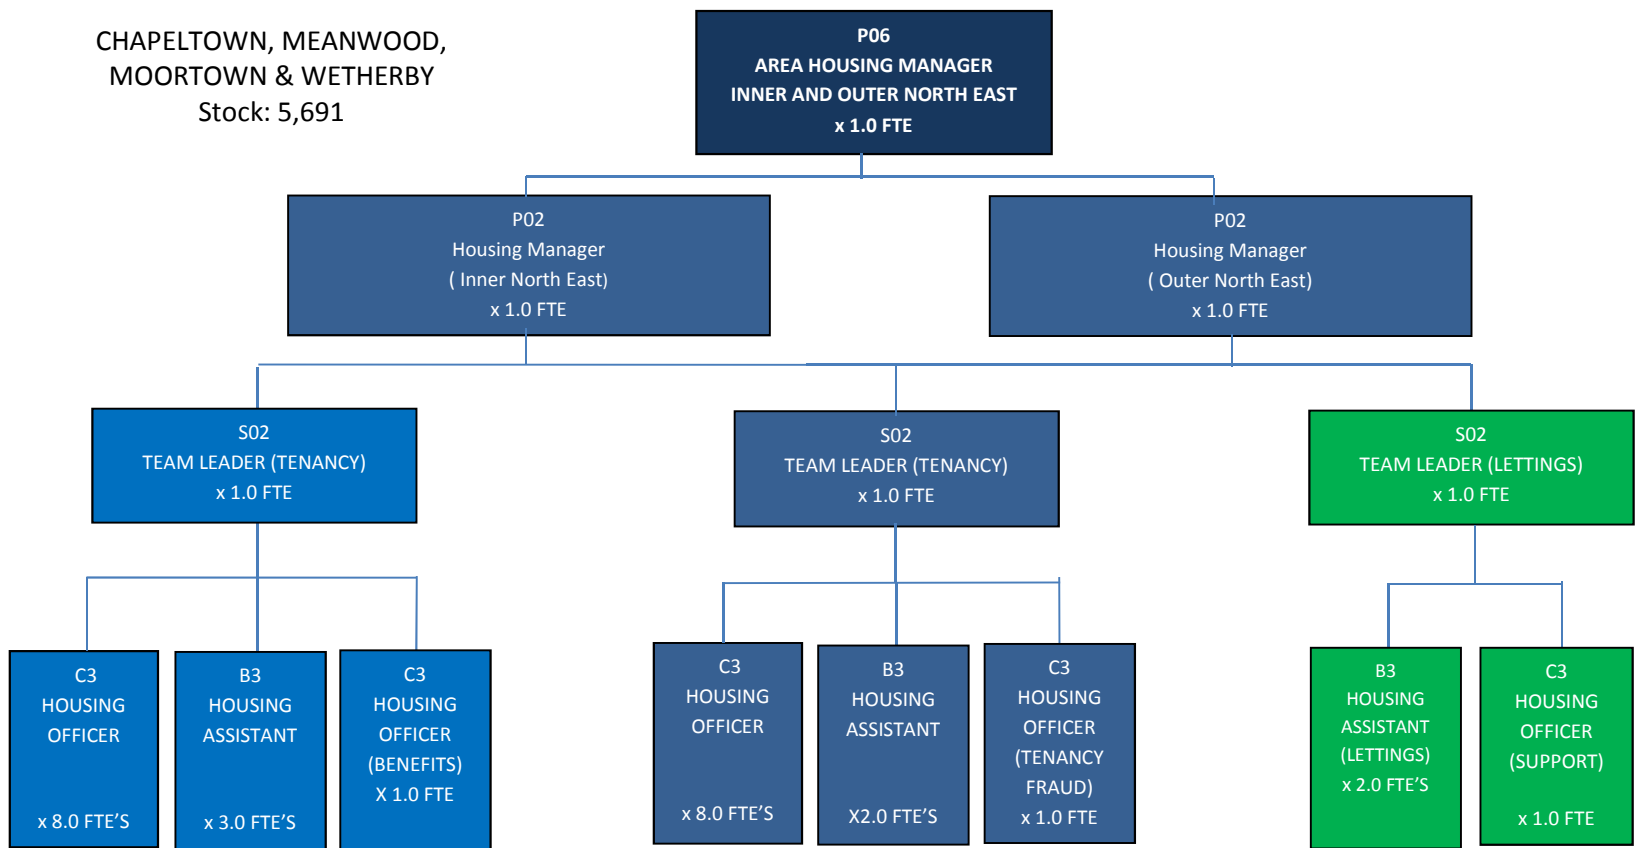 CHAPELTOWN, MEANWOOD,
MOORTOWN & WETHERBY
Stock: 5,691
P06
AREA HOUSING MANAGER
INNER AND OUTER NORTH EAST
x 1.0 FTE
P02
Housing Manager
( Inner North East)
x 1.0 FTE
P02
Housing Manager
( Outer North East)
x 1.0 FTE
S02
TEAM LEADER (TENANCY)
x 1.0 FTE
S02
TEAM LEADER (TENANCY)
x 1.0 FTE
S02
TEAM LEADER (LETTINGS)
x 1.0 FTE
C3
HOUSING
OFFICER
x 8.0 FTE’S
B3
HOUSING
ASSISTANT
x 3.0 FTE’S
C3
HOUSING
OFFICER
(BENEFITS)
X 1.0 FTE
C3
HOUSING
OFFICER
x 8.0 FTE’S
B3
HOUSING
ASSISTANT
X2.0 FTE’S
C3
HOUSING
OFFICER
(TENANCY
FRAUD)
x 1.0 FTE
B3
HOUSING
ASSISTANT
(LETTINGS)
x 2.0 FTE’S
C3
HOUSING
OFFICER
(SUPPORT)
x 1.0 FTE